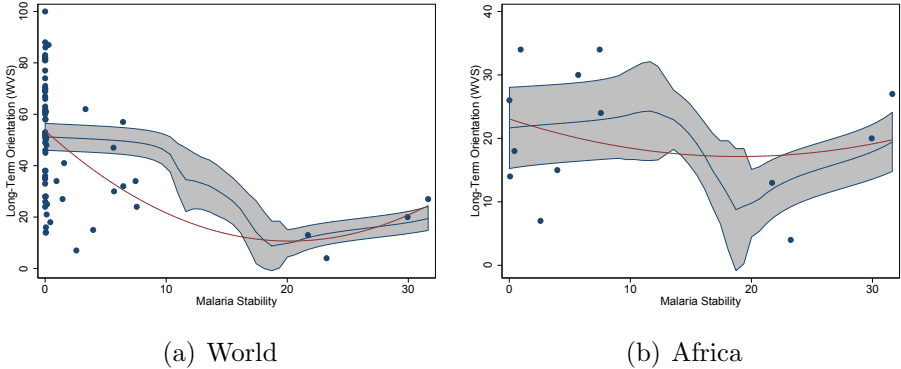 Long-Term Orientation (WVS)
100
80
60
40
20
0
0 10 20 30
Malaria Stability
(a) World
Long-Term Orientation (WVS)
40
30
20
10
0
0 10 20 30
Malaria Stability
(b) Africa